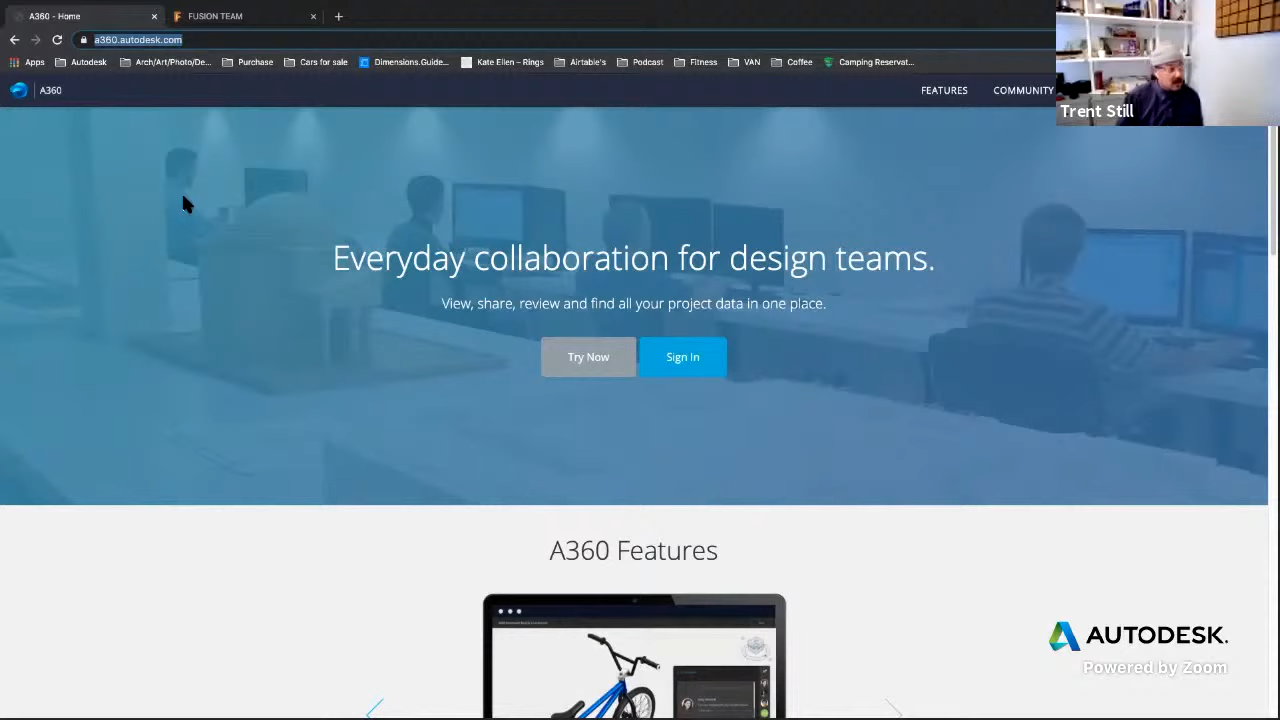 A360 - Home
FUSION TEAM
a360.autodesk.com
Apps
Autodesk
Arch/Art/Photo/De...
Purchase
Cars for sale
Dimensions.Guide...
Kate Ellen – Rings
Airtable's
Podcast
Fitness
VAN
Coffee
Camping Reservat...
A360
FEATURES
COMMUNITY
Trent Still
Everyday collaboration for design teams.
View, share, review and find all your project data in one place.
Try Now
Sign In
A360 Features
AUTODESK.
Powered by Zoom